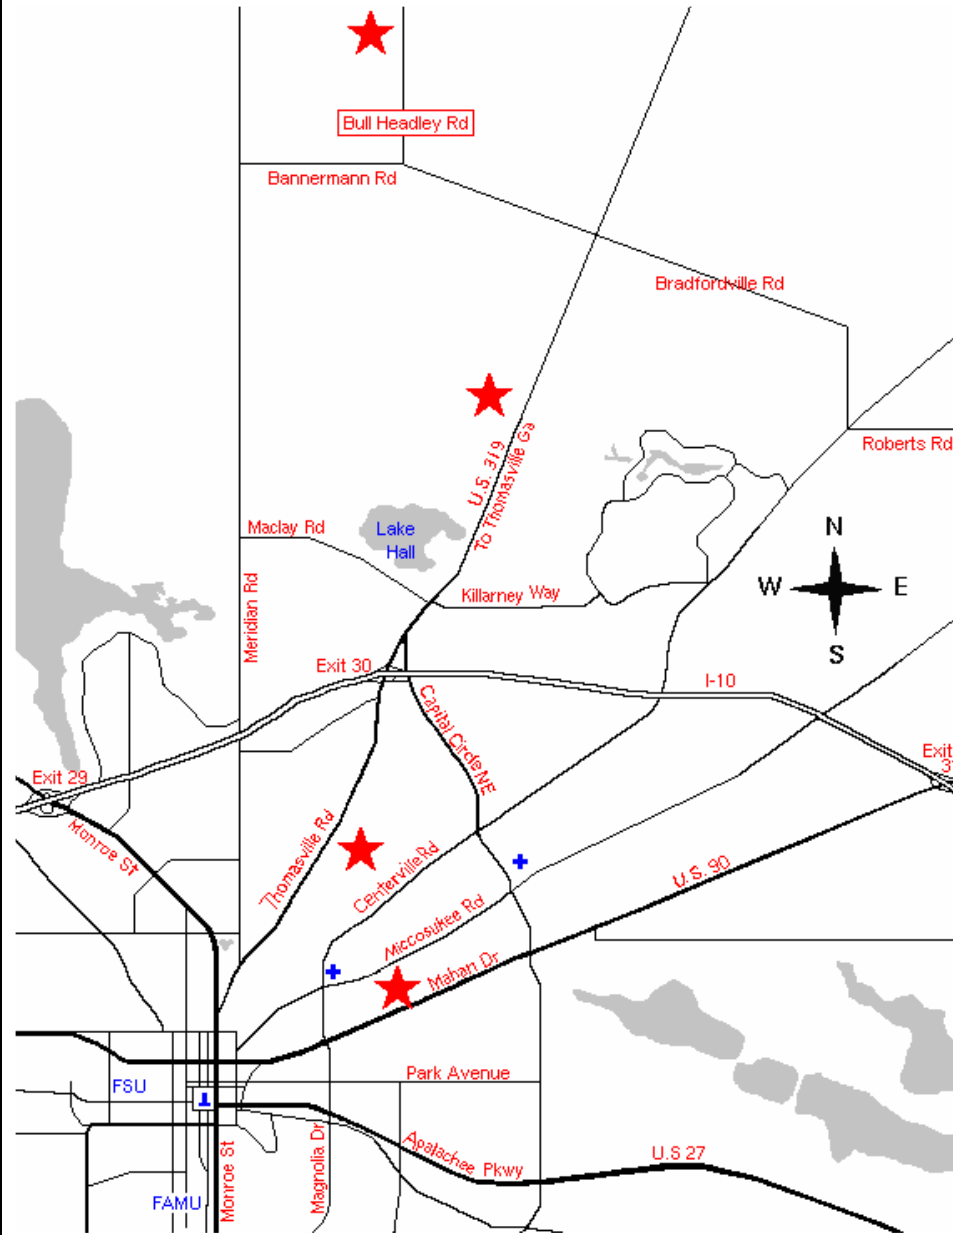 Bull Headley Rd
Bannermann Rd
Bradfordville Rd
Roberts Rd
U.S. 319
To Thomasville Ga
Maclay Rd
Lake
Hall
N
W
E
S
Killarney Way
Meridian Rd
Exit 30
I-10
Capital Circle NE
Exit
Exit 29
Monroe St
Thomasville Rd
Centerville Rd
U.S. 90
Miccosukee Rd
Mahan Dr
Park Avenue
FSU
Apalachee Pkwy
U.S 27
Magnolia Dr
Monroe St
FAMU